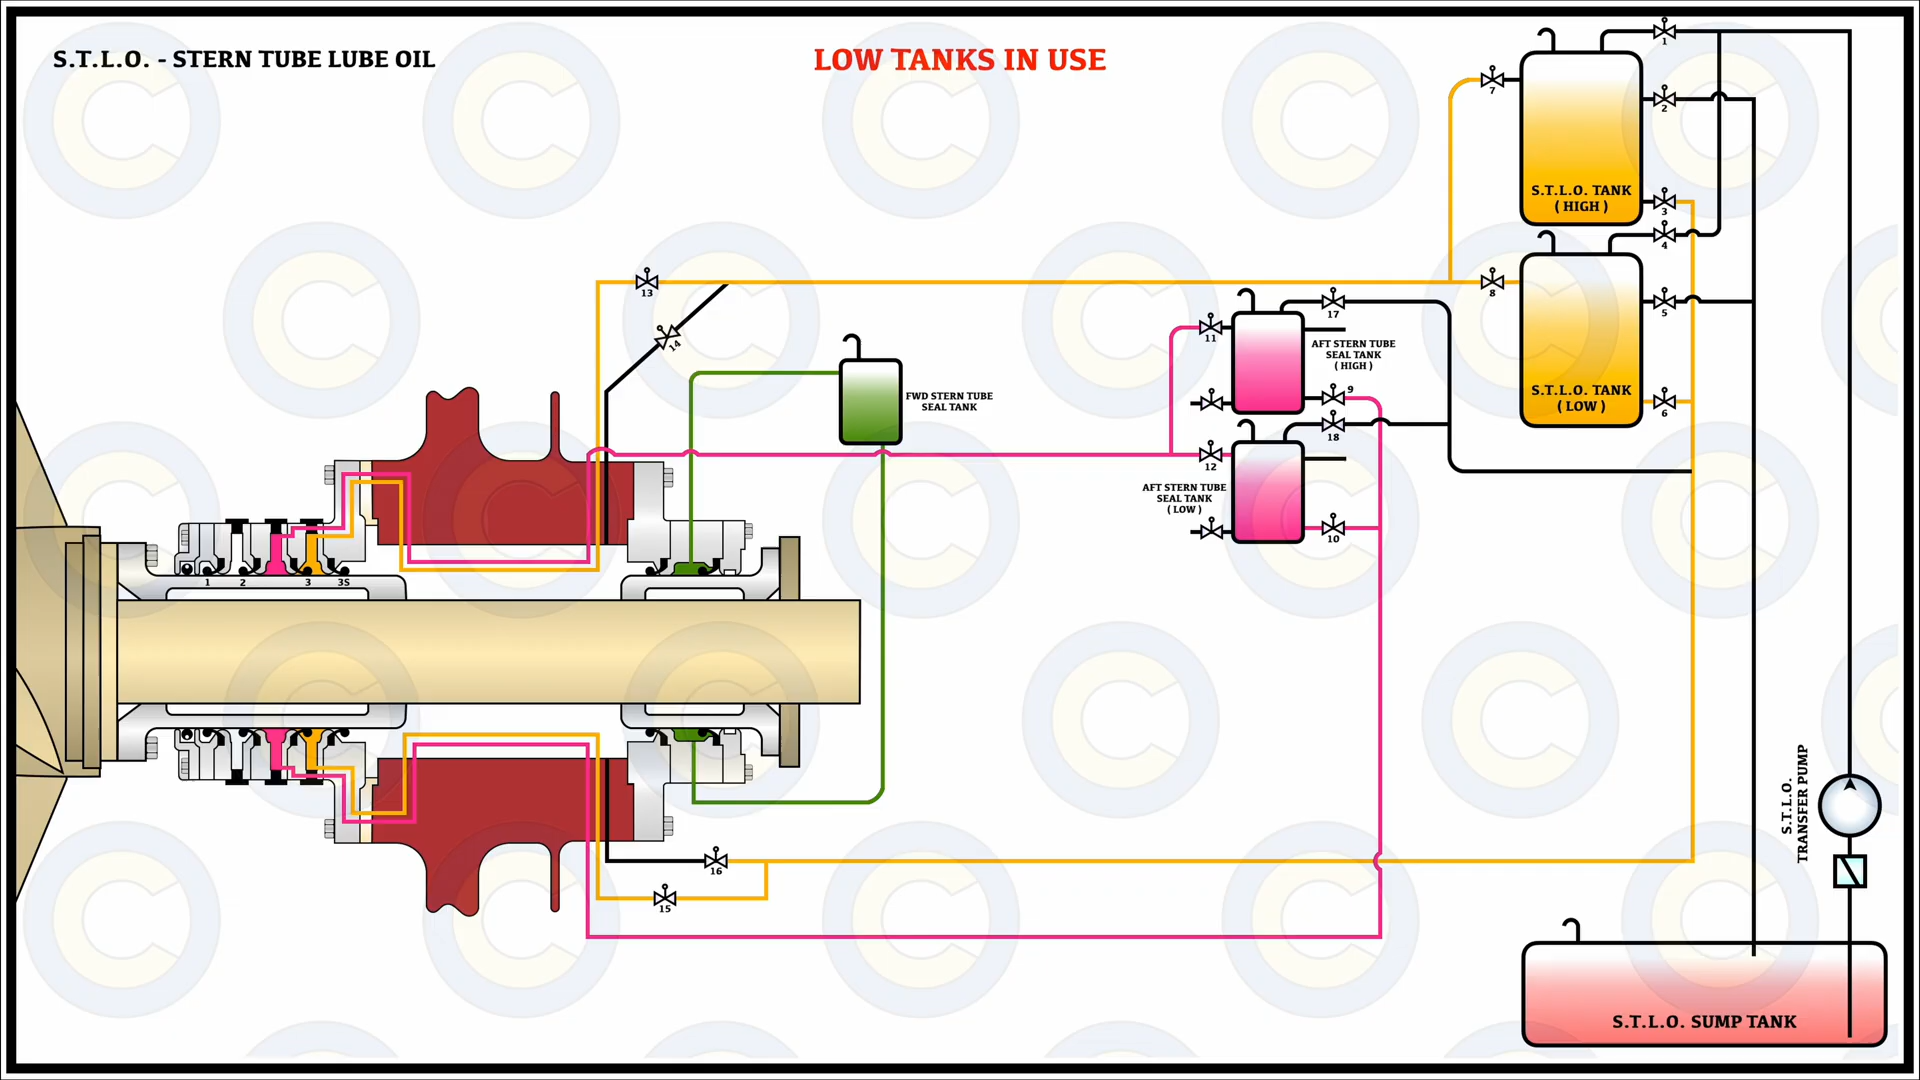 S.T.L.O. - STERN TUBE LUBE OIL
LOW TANKS IN USE
1
7
2
S.T.L.O. TANK
( HIGH )
3
4
13
8
17
5
14
11
AFT STERN TUBE
SEAL TANK
( HIGH )
9
S.T.L.O. TANK
( LOW )
6
FWD STERN TUBE
SEAL TANK
18
12
AFT STERN TUBE
SEAL TANK
( LOW )
10
1
2
3
3S
S.T.L.O.
TRANSFER PUMP
16
15
S.T.L.O. SUMP TANK